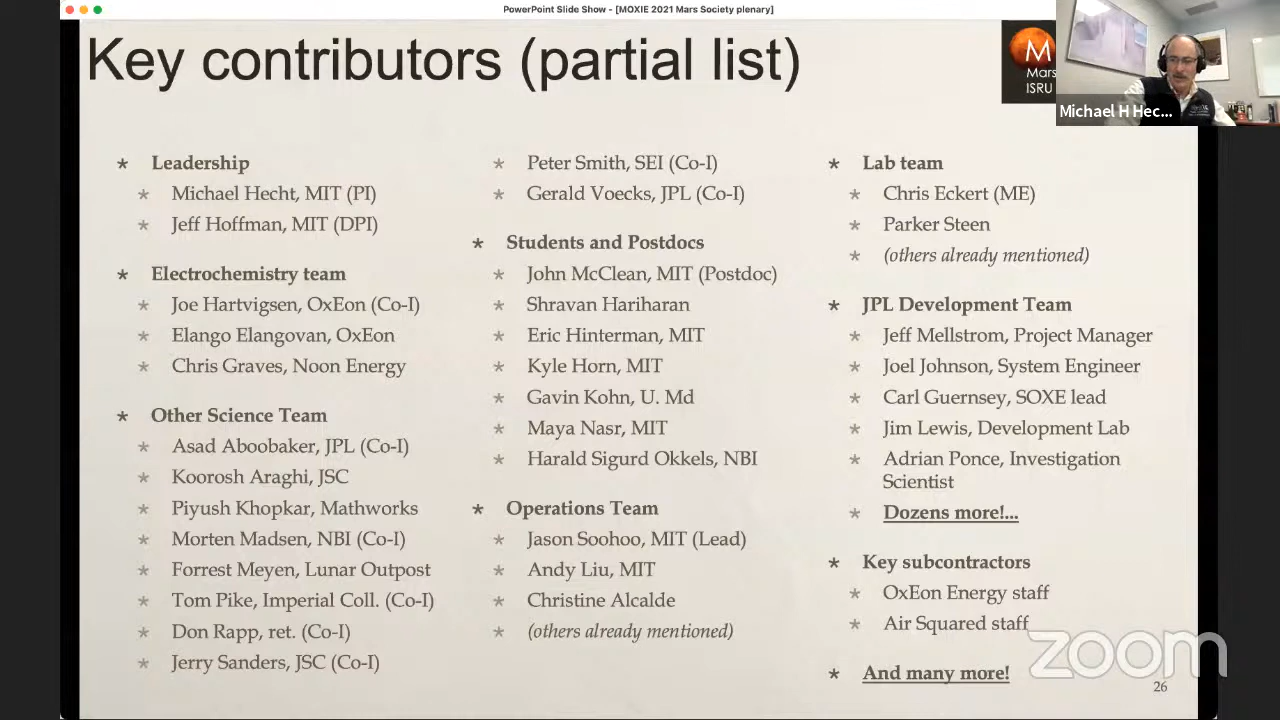 PowerPoint Slide Show - [MOXIE 2021 Mars Society plenary]
Key contributors (partial list)
M
Mars
ISRU
Michael H Hec...
* Leadership
* Michael Hecht, MIT (PI)
* Jeff Hoffman, MIT (DPI)
* Electrochemistry team
* Joe Hartvigsen, OxEon (Co-I)
* Elango Elangovan, OxEon
* Chris Graves, Noon Energy
* Other Science Team
* Asad Aboobaker, JPL (Co-I)
* Koorosh Araghi, JSC
* Piyush Khopkar, Mathworks
* Morten Madsen, NBI (Co-I)
* Forrest Meyen, Lunar Outpost
* Tom Pike, Imperial Coll. (Co-I)
* Don Rapp, ret. (Co-I)
* Jerry Sanders, JSC (Co-I)
* Peter Smith, SEI (Co-I)
* Gerald Voecks, JPL (Co-I)
* Students and Postdocs
* John McClean, MIT (Postdoc)
* Shravan Hariharan
* Eric Hinterman, MIT
* Kyle Horn, MIT
* Gavin Kohn, U. Md
* Maya Nasr, MIT
* Harald Sigurd Okkels, NBI
* Operations Team
* Jason Soohoo, MIT (Lead)
* Andy Liu, MIT
* Christine Alcalde
* (others already mentioned)
* Lab team
* Chris Eckert (ME)
* Parker Steen
* (others already mentioned)
* JPL Development Team
* Jeff Mellstrom, Project Manager
* Joel Johnson, System Engineer
* Carl Guernsey, SOXE lead
* Jim Lewis, Development Lab
* Adrian Ponce, Investigation
Scientist
* Dozens more!...
* Key subcontractors
* OxEon Energy staff
* Air Squared staff
* And many more!
zoom
26